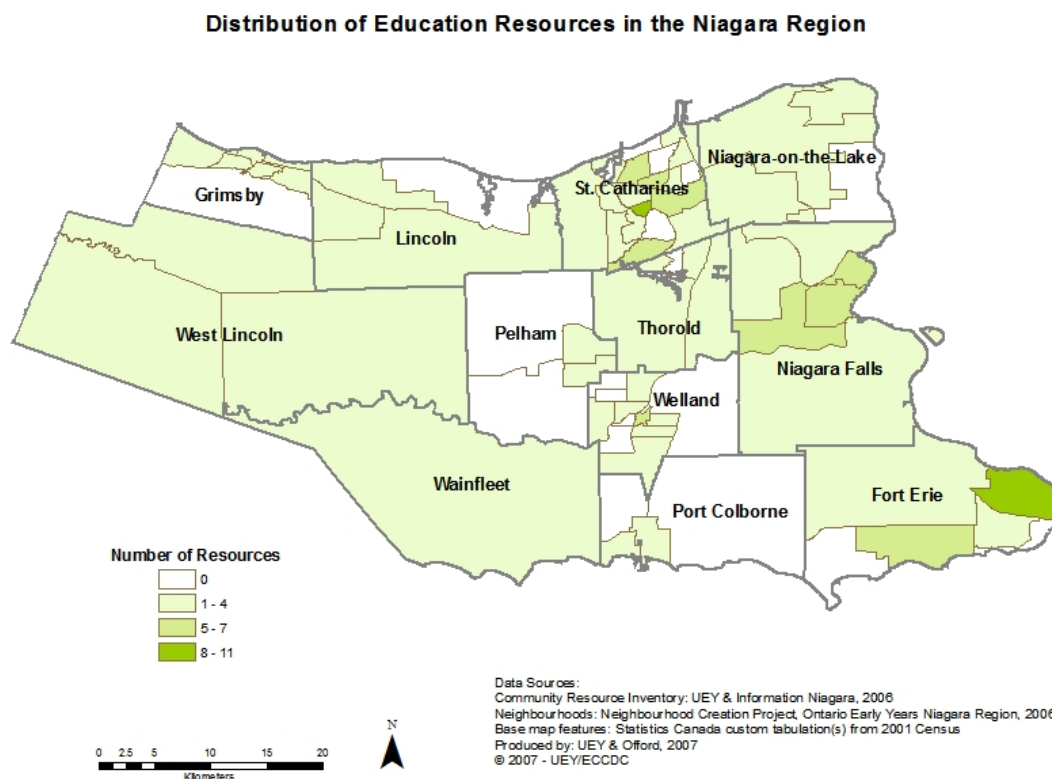 Distribution of Education Resources in the Niagara Region
Niagara-on-the-Lake
St. Catharines
Grimsby
Lincoln
West Lincoln
Pelham
Thorold
Niagara Falls
Welland
Wainfleet
Fort Erie
Port Colborne
Number of Resources
0
1 - 4
5 - 7
8 - 11
Data Sources:
Community Resource Inventory: UEY & Information Niagara, 2006
Neighbourhoods: Neighbourhood Creation Project, Ontario Early Years Niagara Region, 2006
Base map features: Statistics Canada custom tabulation(s) from 2001 Census
Produced by: UEY & Offord, 2007
© 2007 - UEY/ECCDC
N
0 2.5 5 10 15 20
Kilometers